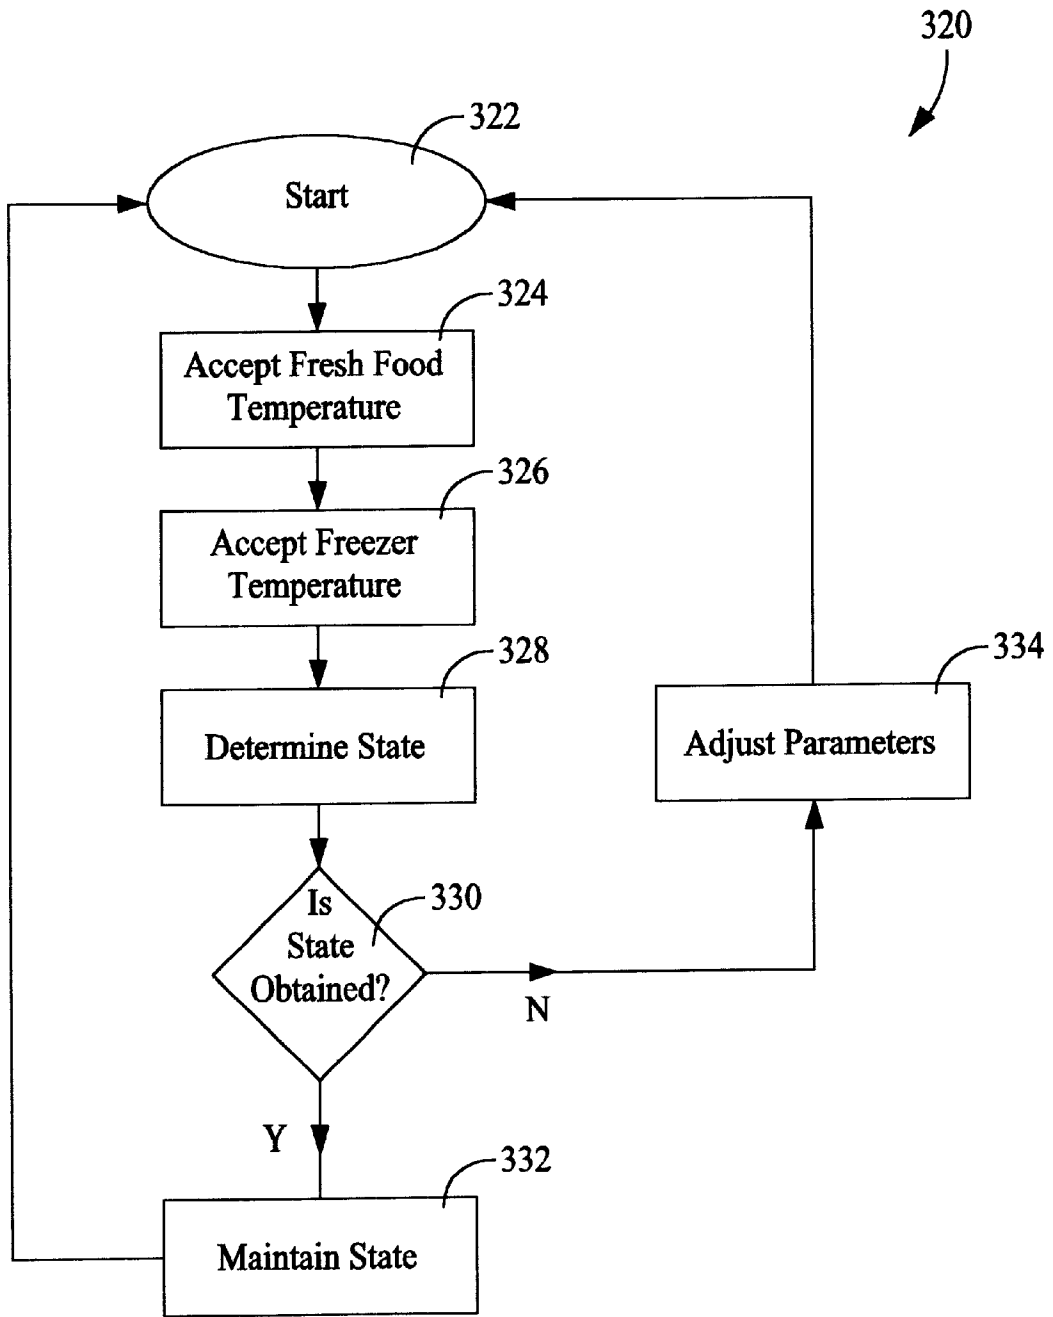 320
322
Start
324
Accept Fresh Food
Temperature
326
Accept Freezer
Temperature
328
Determine State
334
Adjust Parameters
330
Is
State
Obtained?
N
Y
332
Maintain State